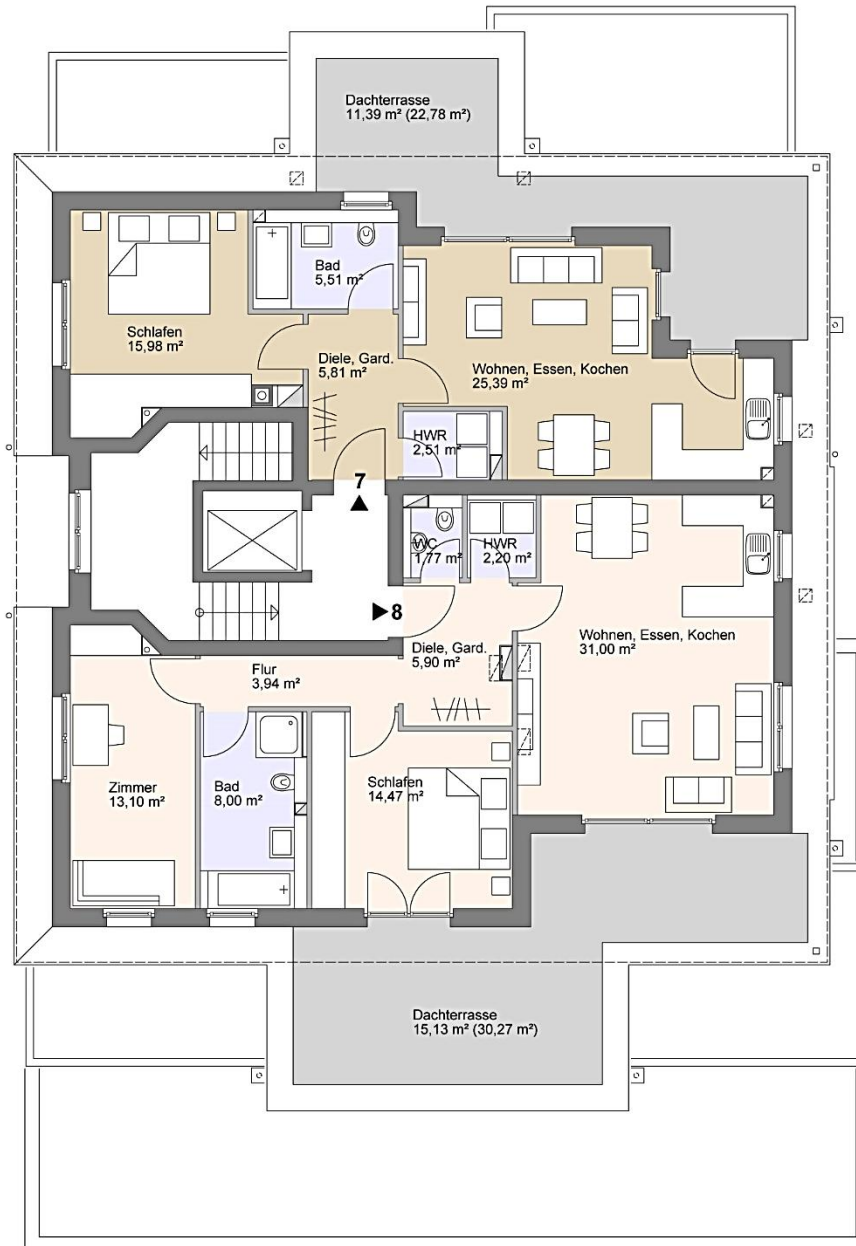 Dachterrasse
11,39 m² (22,78 m²)
Bad
5,51 m²
Schlafen
15,98 m²
Diele, Gard.
5,81 m²
Wohnen, Essen, Kochen
25,39 m²
HWR
2,51 m²
7
WC
1,77 m²
HWR
2,20 m²
8
Wohnen, Essen, Kochen
31,00 m²
Diele, Gard.
5,90 m²
Flur
3,94 m²
Zimmer
13,10 m²
Bad
8,00 m²
Schlafen
14,47 m²
Dachterrasse
15,13 m² (30,27 m²)